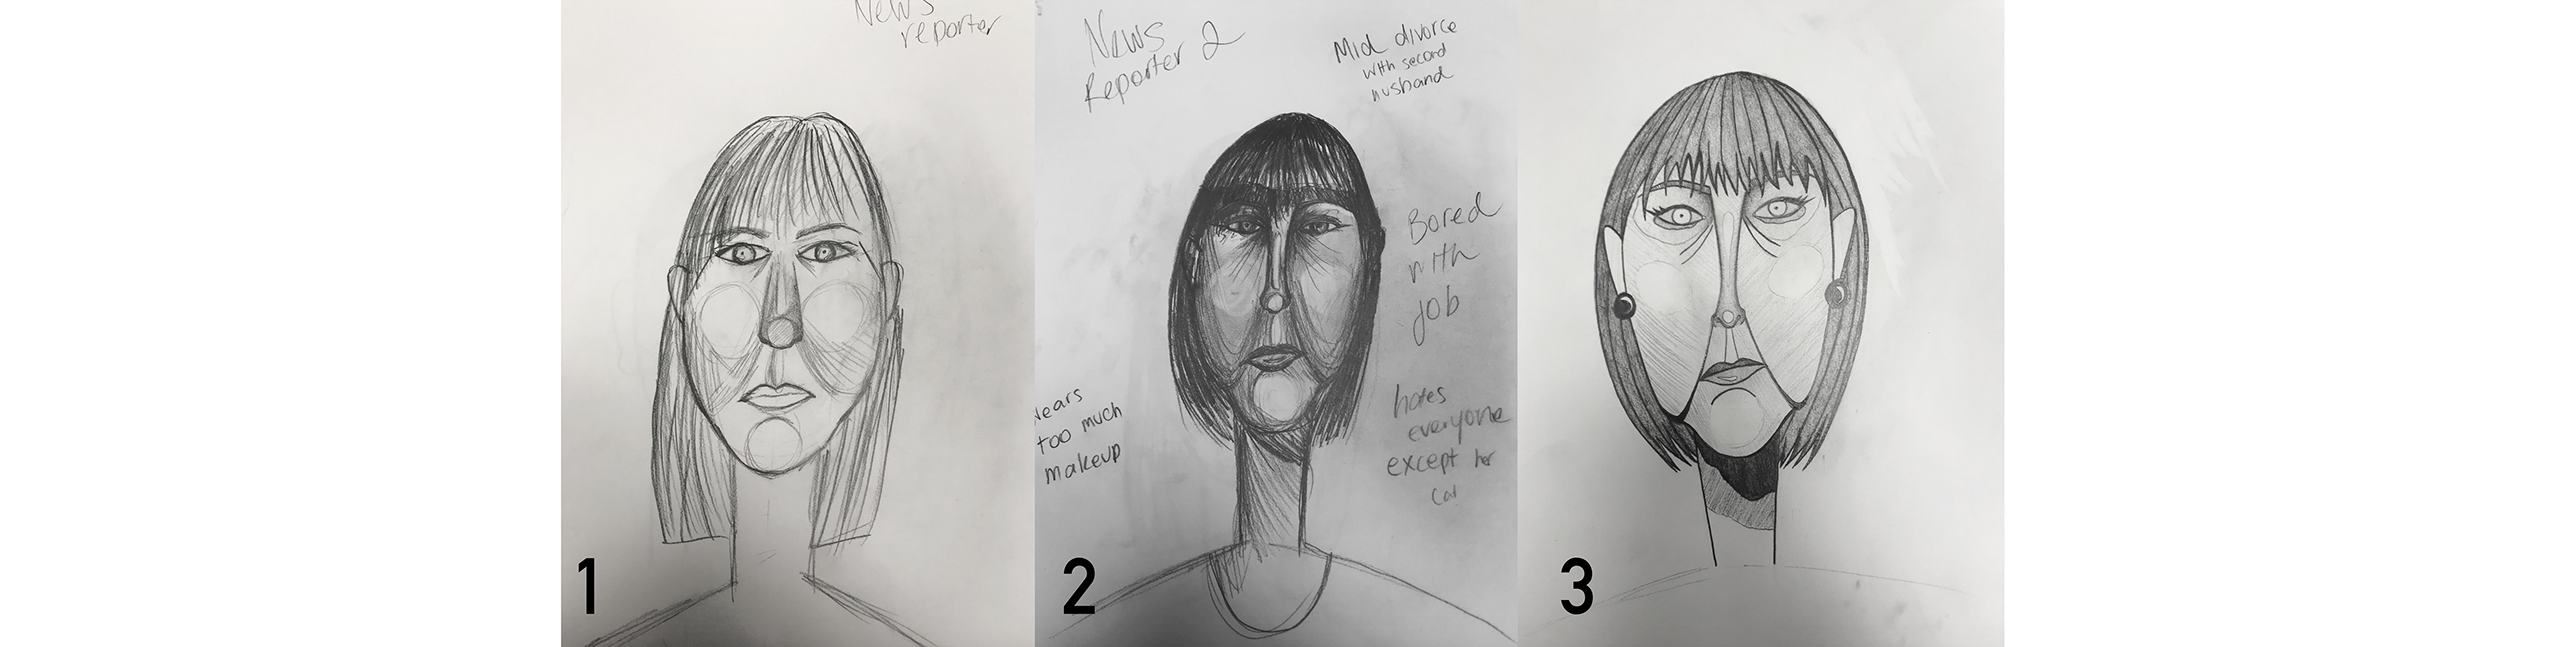 News
reporter
News
Reporter 2
Mid divorce
with second
husband
Bored
with
job
Wears
too much
makeup
hates
everyone
except her
cat
1
2
3